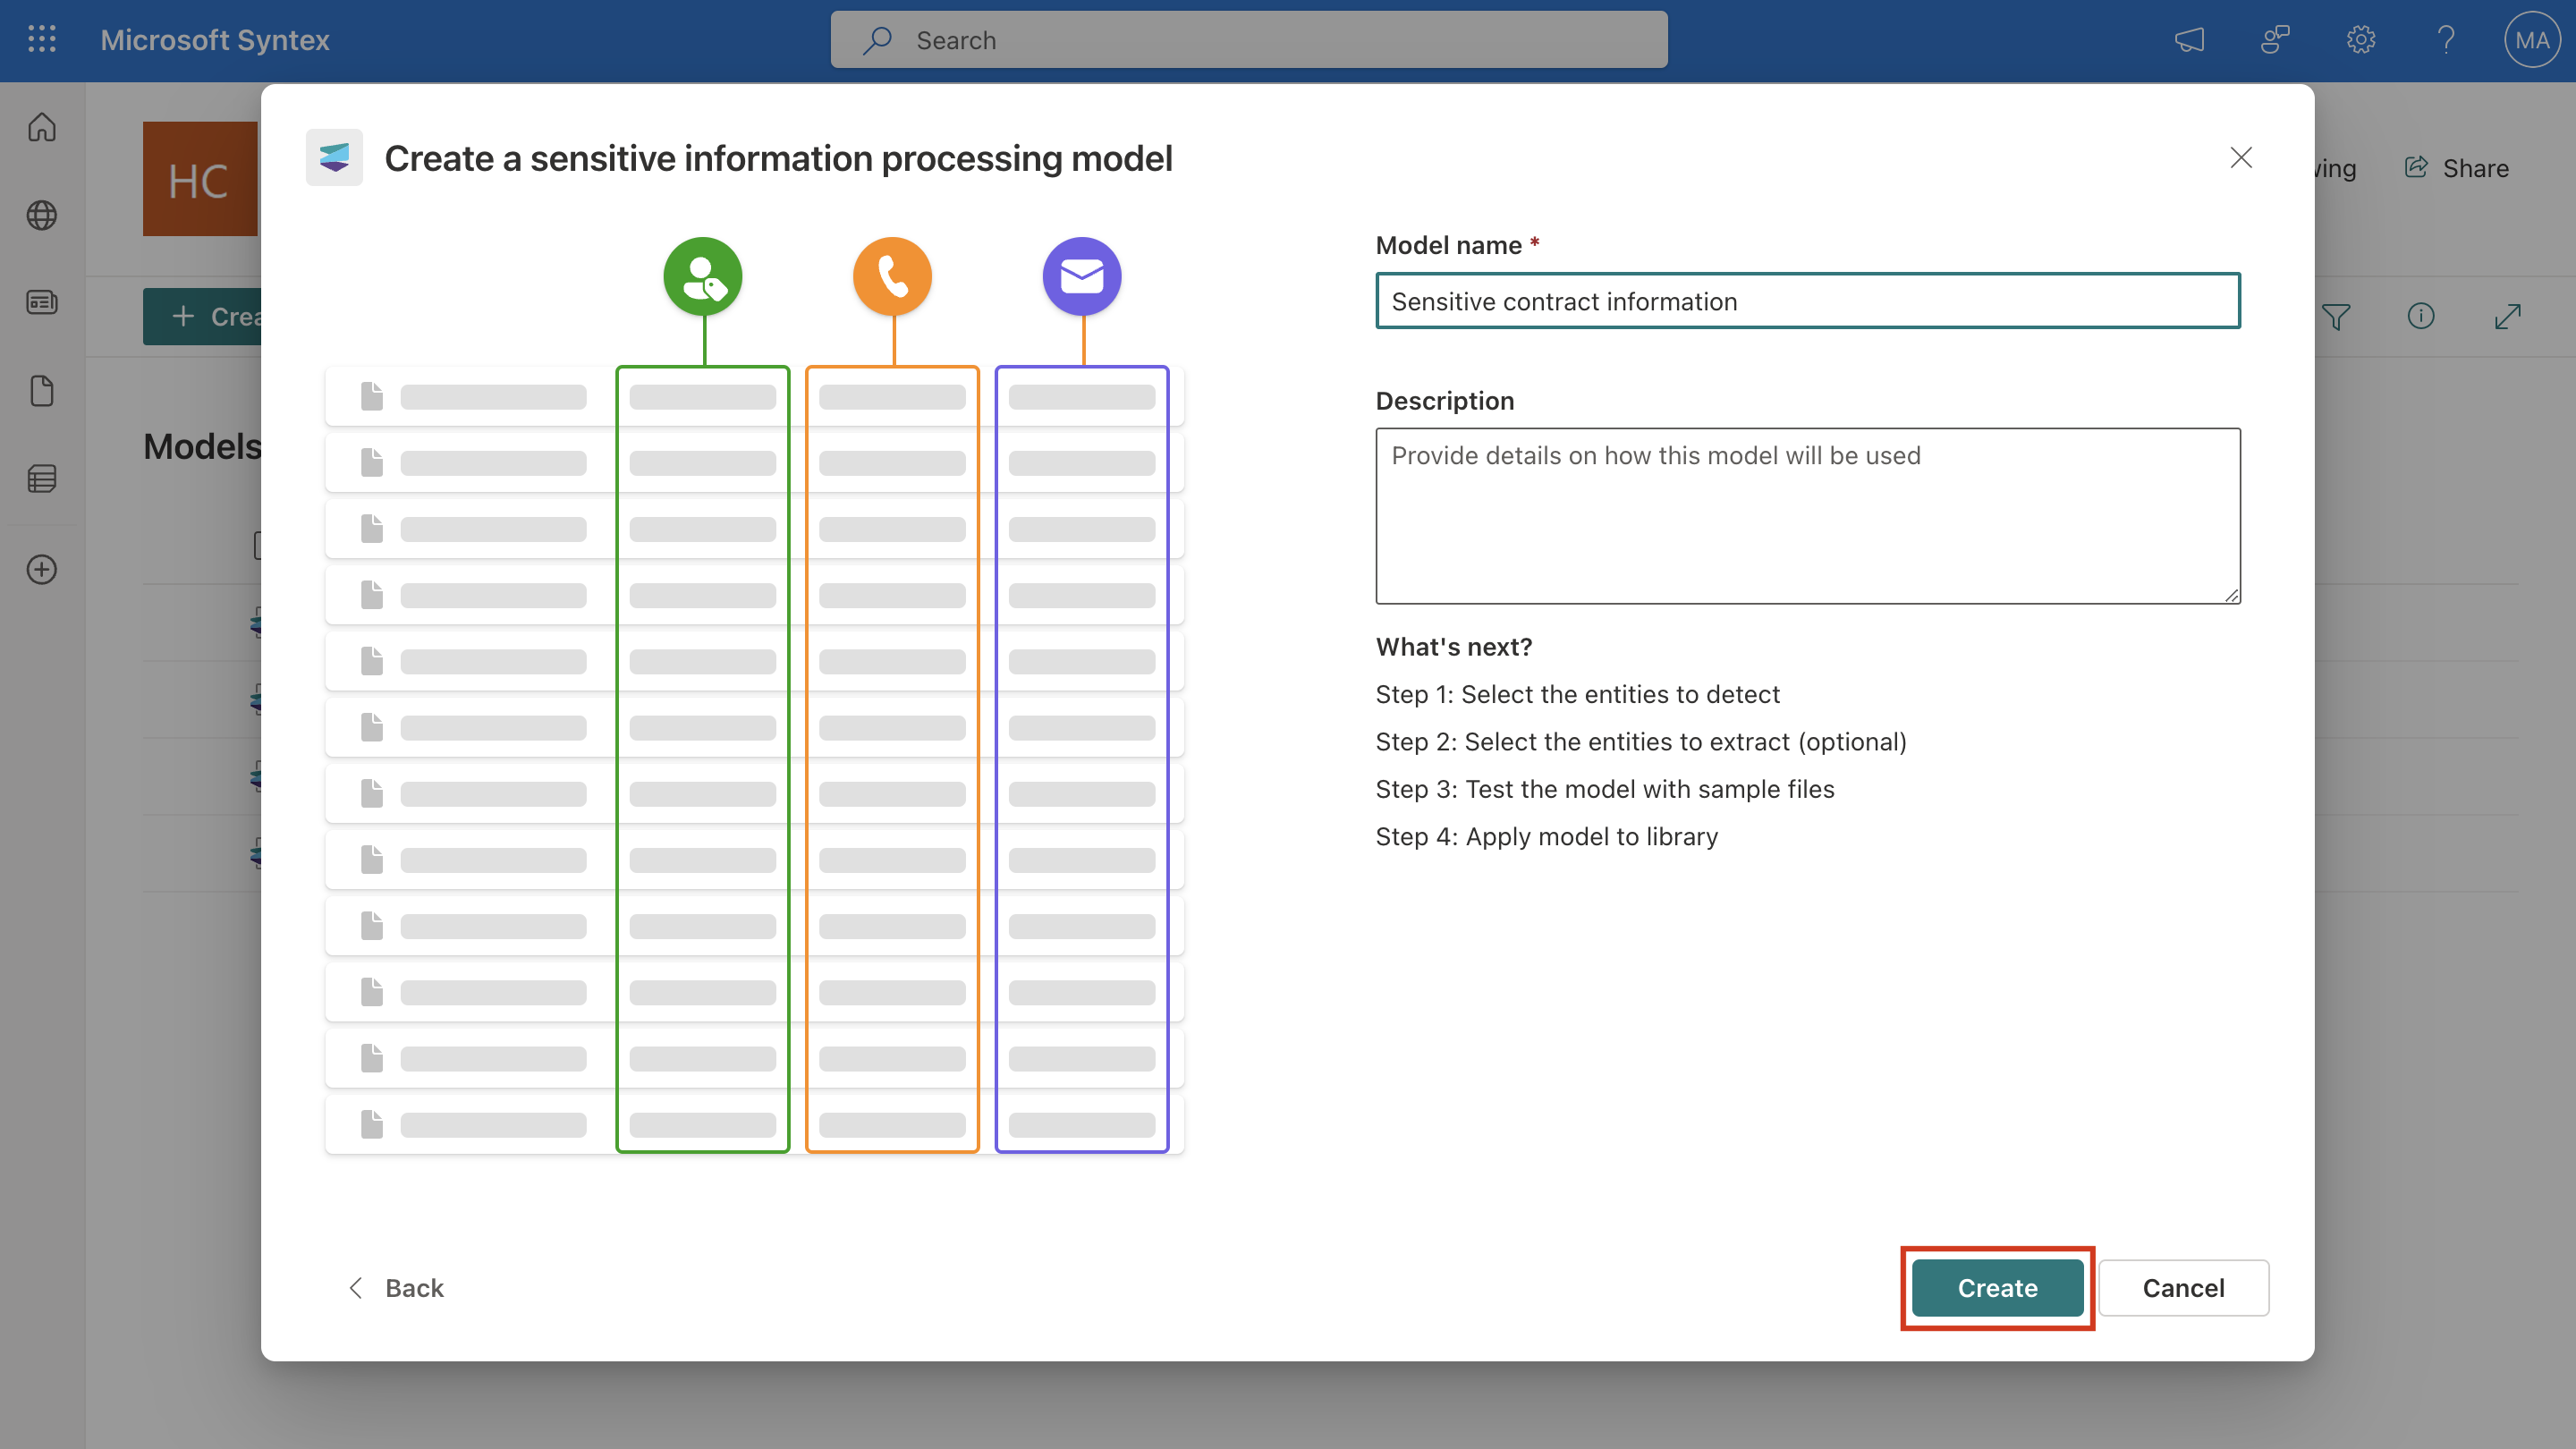 Microsoft Syntex
Search
MA
HC
Create a sensitive information processing model
Share
Crea
Models
Model name *
Sensitive contract information
Description
Provide details on how this model will be used
What's next?
Step 1: Select the entities to detect
Step 2: Select the entities to extract (optional)
Step 3: Test the model with sample files
Step 4: Apply model to library
Back
Create
Cancel